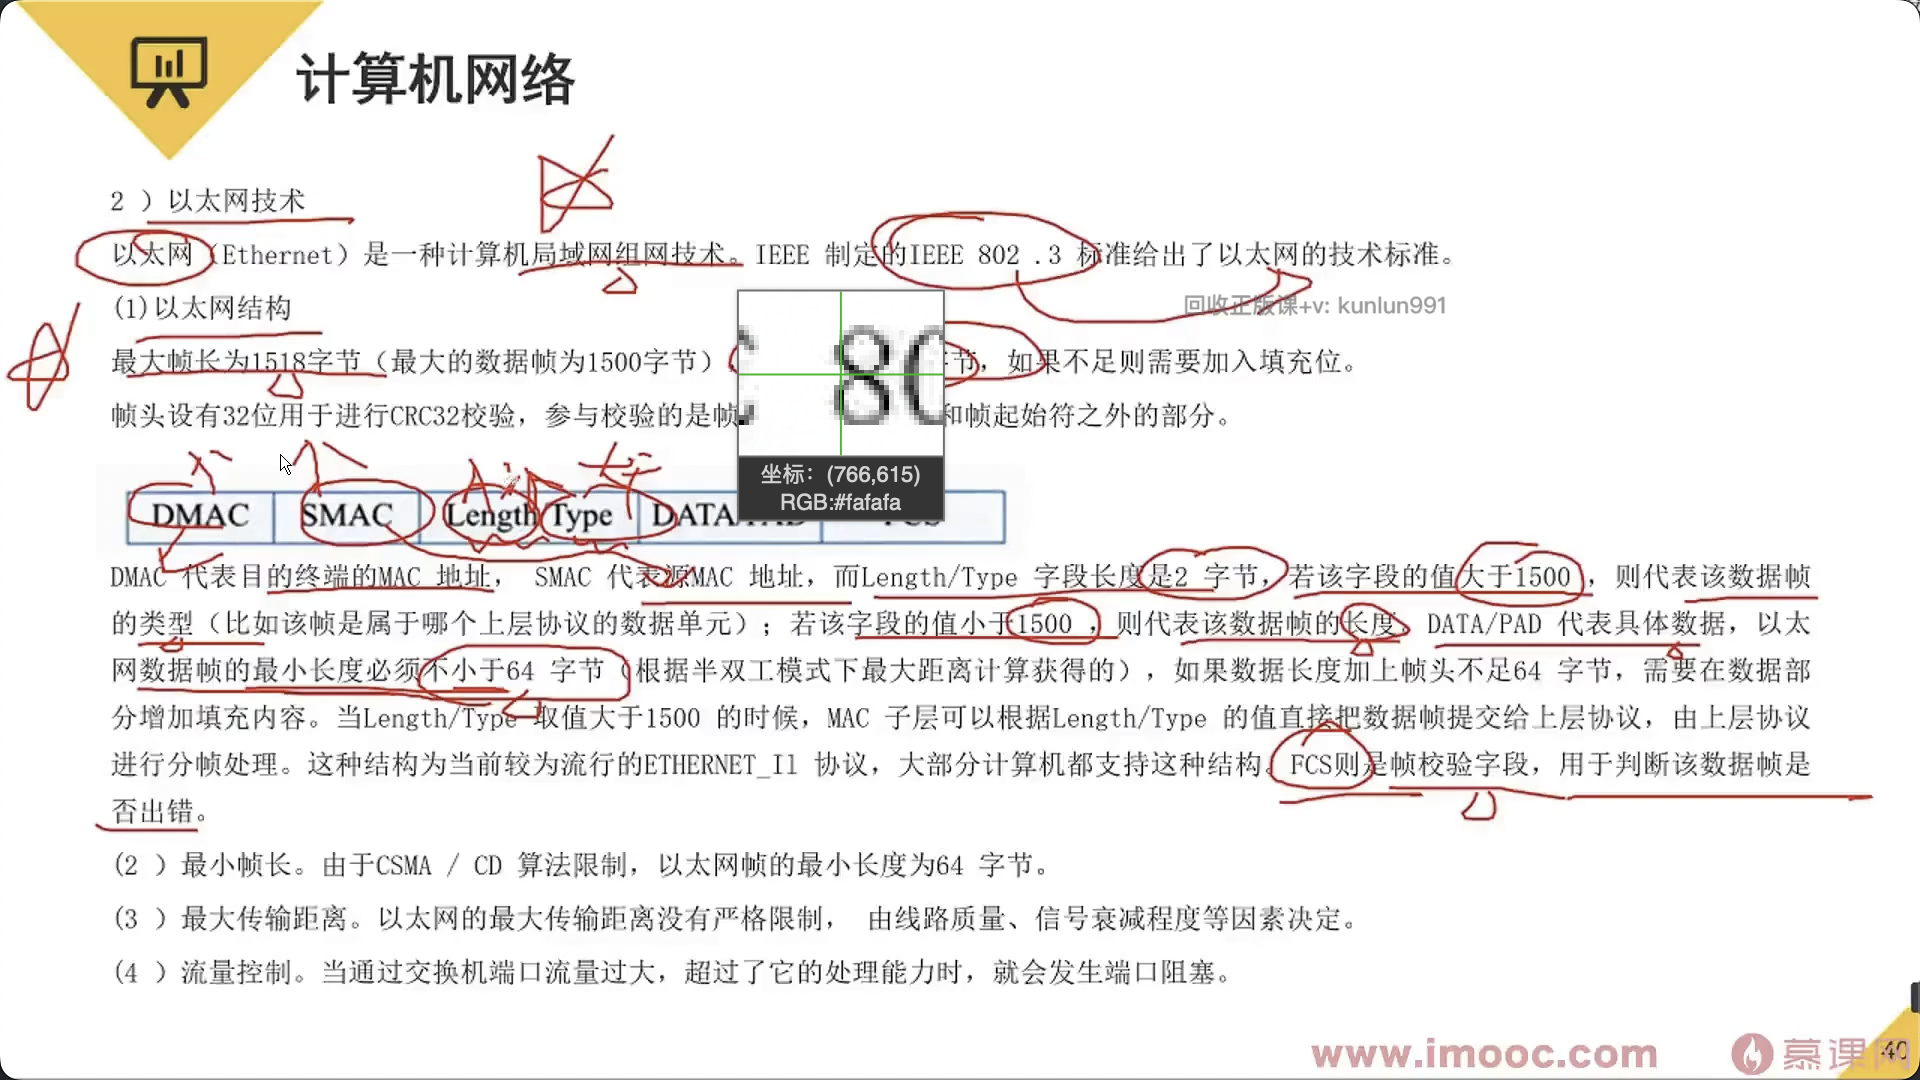 计算机网络
2 ）以太网技术
以太网（Ethernet）是一种计算机局域网组网技术。IEEE 制定的IEEE 802 .3 标准给出了以太网的技术标准。
(1)以太网结构
回收正版课+v: kunlun991
最大帧长为1518字节（最大的数据帧为1500字节） 节，如果不足则需要加入填充位。
帧头设有32位用于进行CRC32校验，参与校验的是帧 和帧起始符之外的部分。
80
坐标：(766,615)
RGB:#fafafa
DMAC SMAC Length Type DATA/PAD FCS
DMAC 代表目的终端的MAC 地址， SMAC 代表源MAC 地址，而Length/Type 字段长度是2 字节，若该字段的值大于1500 ，则代表该数据帧
的类型（比如该帧是属于哪个上层协议的数据单元）；若该字段的值小于1500 ，则代表该数据帧的长度。DATA/PAD 代表具体数据，以太
网数据帧的最小长度必须不小于64 字节（根据半双工模式下最大距离计算获得的），如果数据长度加上帧头不足64 字节，需要在数据部
分增加填充内容。当Length/Type 取值大于1500 的时候，MAC 子层可以根据Length/Type 的值直接把数据帧提交给上层协议，由上层协议
进行分帧处理。这种结构为当前较为流行的ETHERNET_Il 协议，大部分计算机都支持这种结构。FCS则是帧校验字段，用于判断该数据帧是
否出错。
(2 ）最小帧长。由于CSMA / CD 算法限制，以太网帧的最小长度为64 字节。
(3 ）最大传输距离。以太网的最大传输距离没有严格限制， 由线路质量、信号衰减程度等因素决定。
(4 ）流量控制。当通过交换机端口流量过大，超过了它的处理能力时，就会发生端口阻塞。
www.imooc.com 慕课网
40